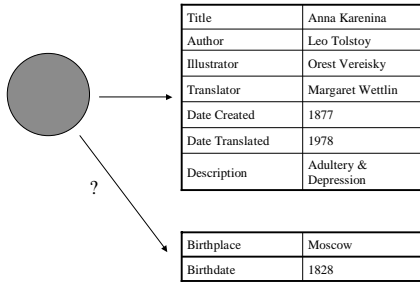 Title Anna Karenina
Author Leo Tolstoy
Illustrator Orest Vereisky
Translator Margaret Wettlin
Date Created 1877
Date Translated 1978
Description Adultery &
Depression
?
Birthplace Moscow
Birthdate 1828